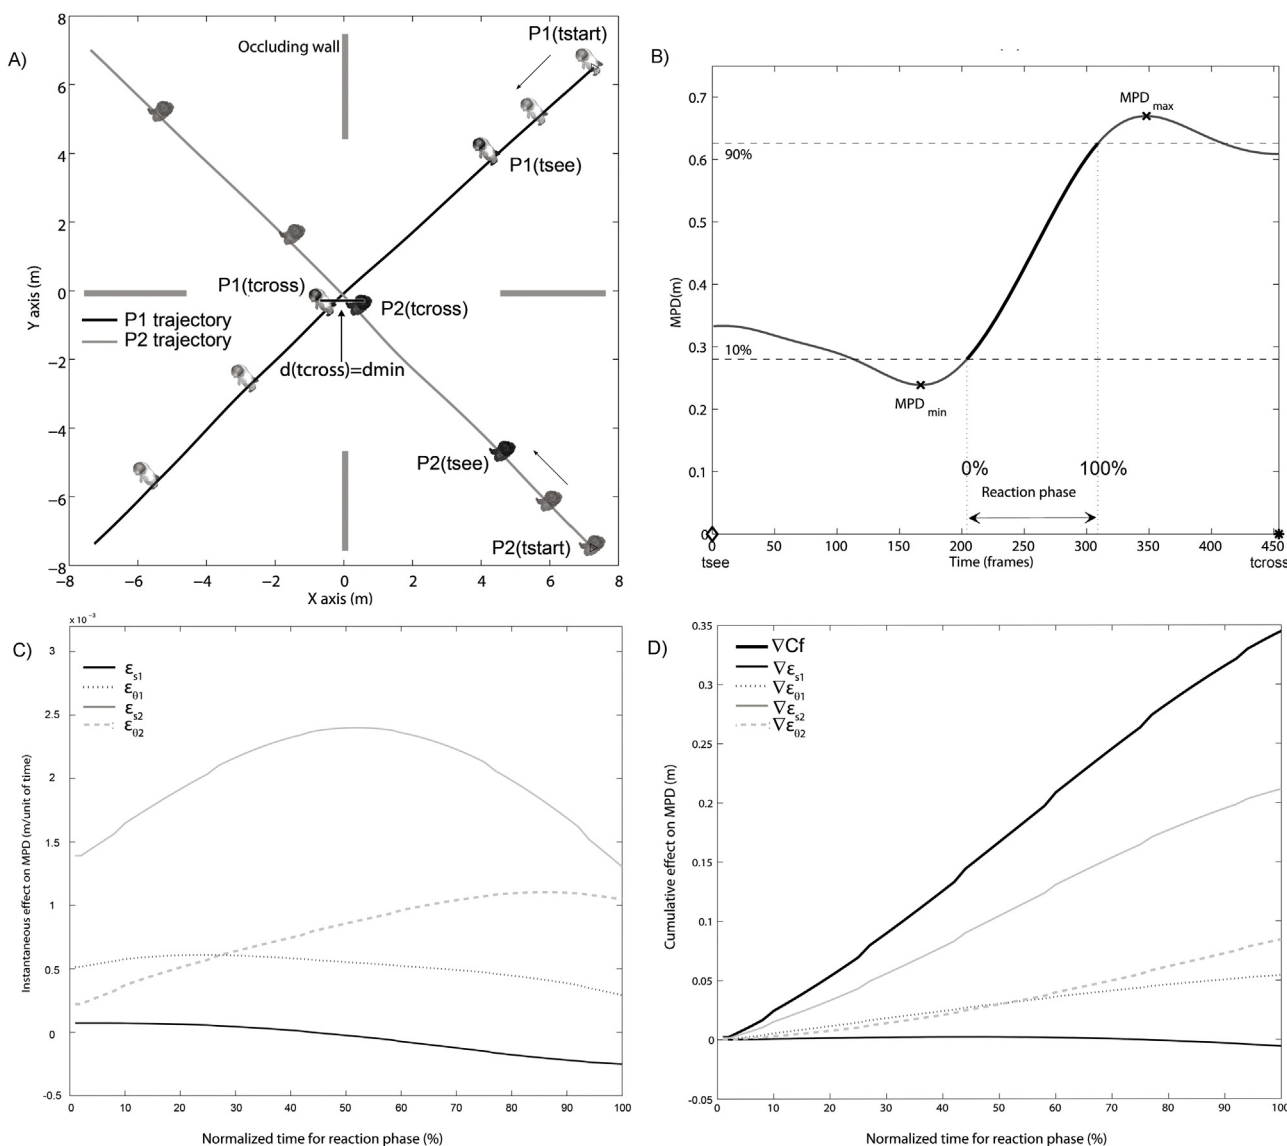 A)
8
6
4
2
0
−2
−4
−6
−8
Y axis (m)
Occluding wall
P1(tstart)
P1(tsee)
P1(tcross)
P2(tcross)
P1 trajectory
P2 trajectory
d(tcross)=dmin
P2(tsee)
P2(tstart)
−8 −6 −4 −2 0 2 4 6 8
X axis (m)
B)
0.7
0.6
0.5
0.4
0.3
0.2
0.1
0
MPD(m)
MPD max
90%
10%
MPD min
0% 100%
Reaction phase
0 50 100 150 200 250 300 350 400 450
tsee Time (frames) tcross
C)
x 10 -3
3
2.5
2
1.5
1
0.5
0
-0.5
Instantaneous effect on MPD (m/unit of time)
εs1
εθ1
εs2
εθ2
0 10 20 30 40 50 60 70 80 90 100
Normalized time for reaction phase (%)
D)
0.35
0.3
0.25
0.2
0.15
0.1
0.05
0
-0.05
Cumulative effect on MPD (m)
∇Cf
∇εs1
∇εθ1
∇εs2
∇εθ2
0 10 20 30 40 50 60 70 80 90 100
Normalized time for reaction phase (%)